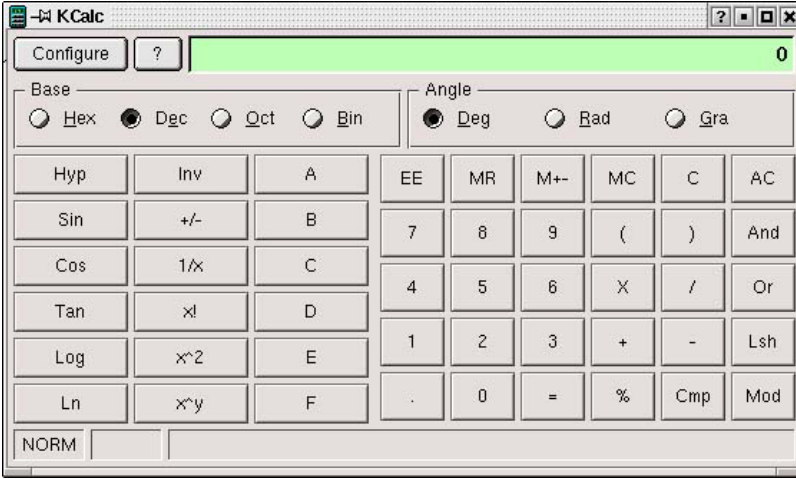 KCalc ?
Configure ? 0
Base Angle
Hex Dec Oct Bin Deg Rad Gra
Hyp Inv A EE MR M+- MC C AC
Sin +/- B 7 8 9 ( ) And
Cos 1/x C 4 5 6 X / Or
Tan x! D
Log x^2 E 1 2 3 + - Lsh
Ln x^y F . 0 = % Cmp Mod
NORM